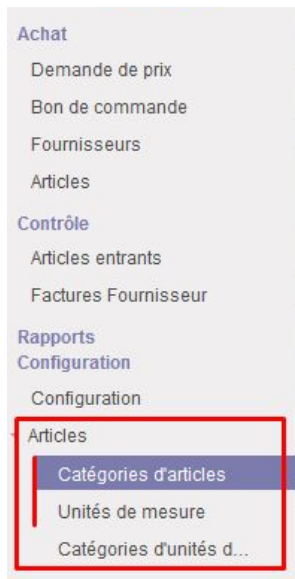 Achat
Demande de prix
Bon de commande
Fournisseurs
Articles
Contrôle
Articles entrants
Factures Fournisseur
Rapports
Configuration
Configuration
Articles
Catégories d'articles
Unités de mesure
Catégories d'unités d...